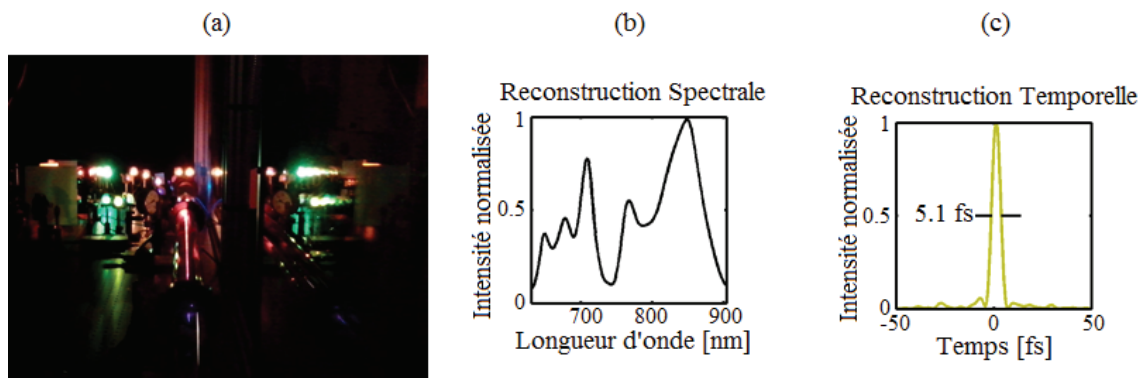 (a)
(b)
(c)
Reconstruction Spectrale
Intensité normalisée
1
0.5
0
700
800
900
Longueur d'onde [nm]
Reconstruction Temporelle
Intensité normalisée
1
0.5
0
5.1 fs
-50
0
50
Temps [fs]